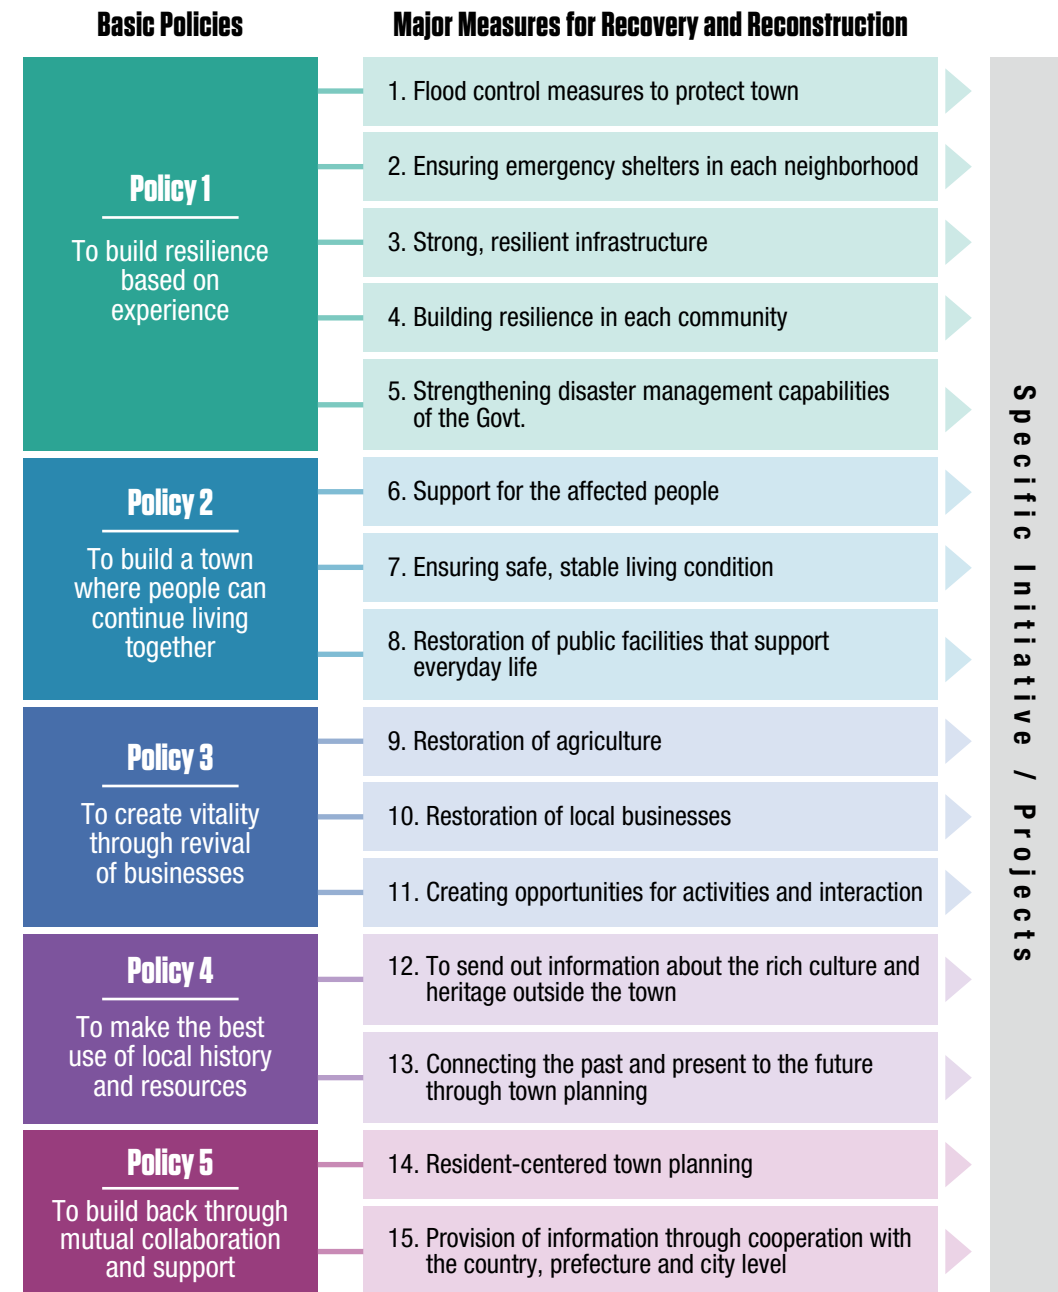 Basic Policies
Major Measures for Recovery and Reconstruction
Policy 1
To build resilience
based on
experience
1. Flood control measures to protect town
2. Ensuring emergency shelters in each neighborhood
3. Strong, resilient infrastructure
4. Building resilience in each community
5. Strengthening disaster management capabilities
of the Govt.
Policy 2
To build a town
where people can
continue living
together
6. Support for the affected people
7. Ensuring safe, stable living condition
8. Restoration of public facilities that support
everyday life
Policy 3
To create vitality
through revival
of businesses
9. Restoration of agriculture
10. Restoration of local businesses
11. Creating opportunities for activities and interaction
Policy 4
To make the best
use of local history
and resources
12. To send out information about the rich culture and
heritage outside the town
13. Connecting the past and present to the future
through town planning
Policy 5
To build back through
mutual collaboration
and support
14. Resident-centered town planning
15. Provision of information through cooperation with
the country, prefecture and city level
Specific Initiative / Projects